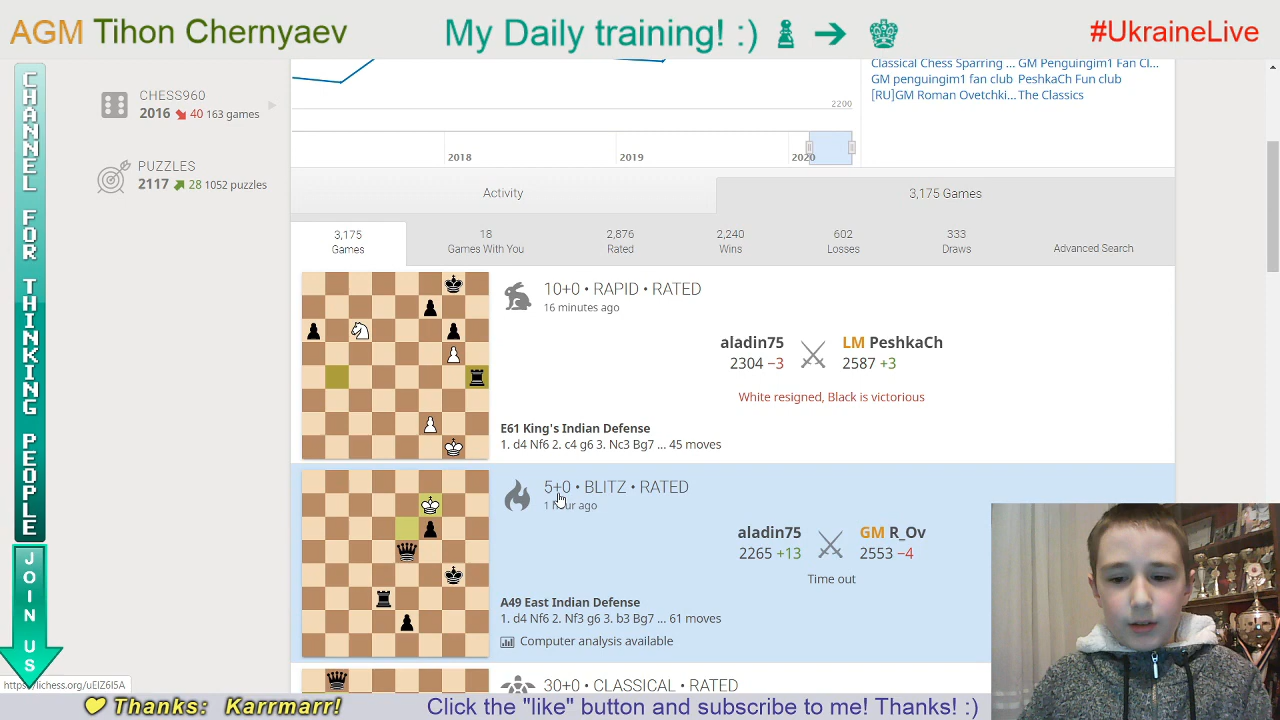 AGM Tihon Chernyaev
My Daily training! :)
#UkraineLive
CHANNEL FOR THINKING PEOPLE
JOIN US
CHESS960
2016 40 163 games
PUZZLES
2117 28 1052 puzzles
2200
2018 2019 2020
Classical Chess Sparring ... GM Penguingim1 Fan Cl...
GM penguingim1 fan club PeshkaCh Fun club
[RU]GM Roman Ovetchki... The Classics
Activity
3,175 Games
3,175
Games
18
Games With You
2,876
Rated
2,240
Wins
602
Losses
333
Draws
Advanced Search
10+0 • RAPID • RATED
16 minutes ago
aladin75
2304 −3
LM PeshkaCh
2587 +3
White resigned, Black is victorious
E61 King's Indian Defense
1. d4 Nf6 2. c4 g6 3. Nc3 Bg7 ... 45 moves
5+0 • BLITZ • RATED
1 hour ago
aladin75
2265 +13
GM R_Ov
2553 −4
Time out
A49 East Indian Defense
1. d4 Nf6 2. Nf3 g6 3. b3 Bg7 ... 61 moves
Computer analysis available
30+0 • CLASSICAL • RATED
Thanks: Karrmarr!
Click the "like" button and subscribe to me! Thanks! :)